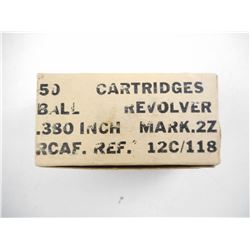 50 CARTRIDGES
BALL REVOLVER
.380 INCH MARK.2Z
RCAF. REF. 12C/118